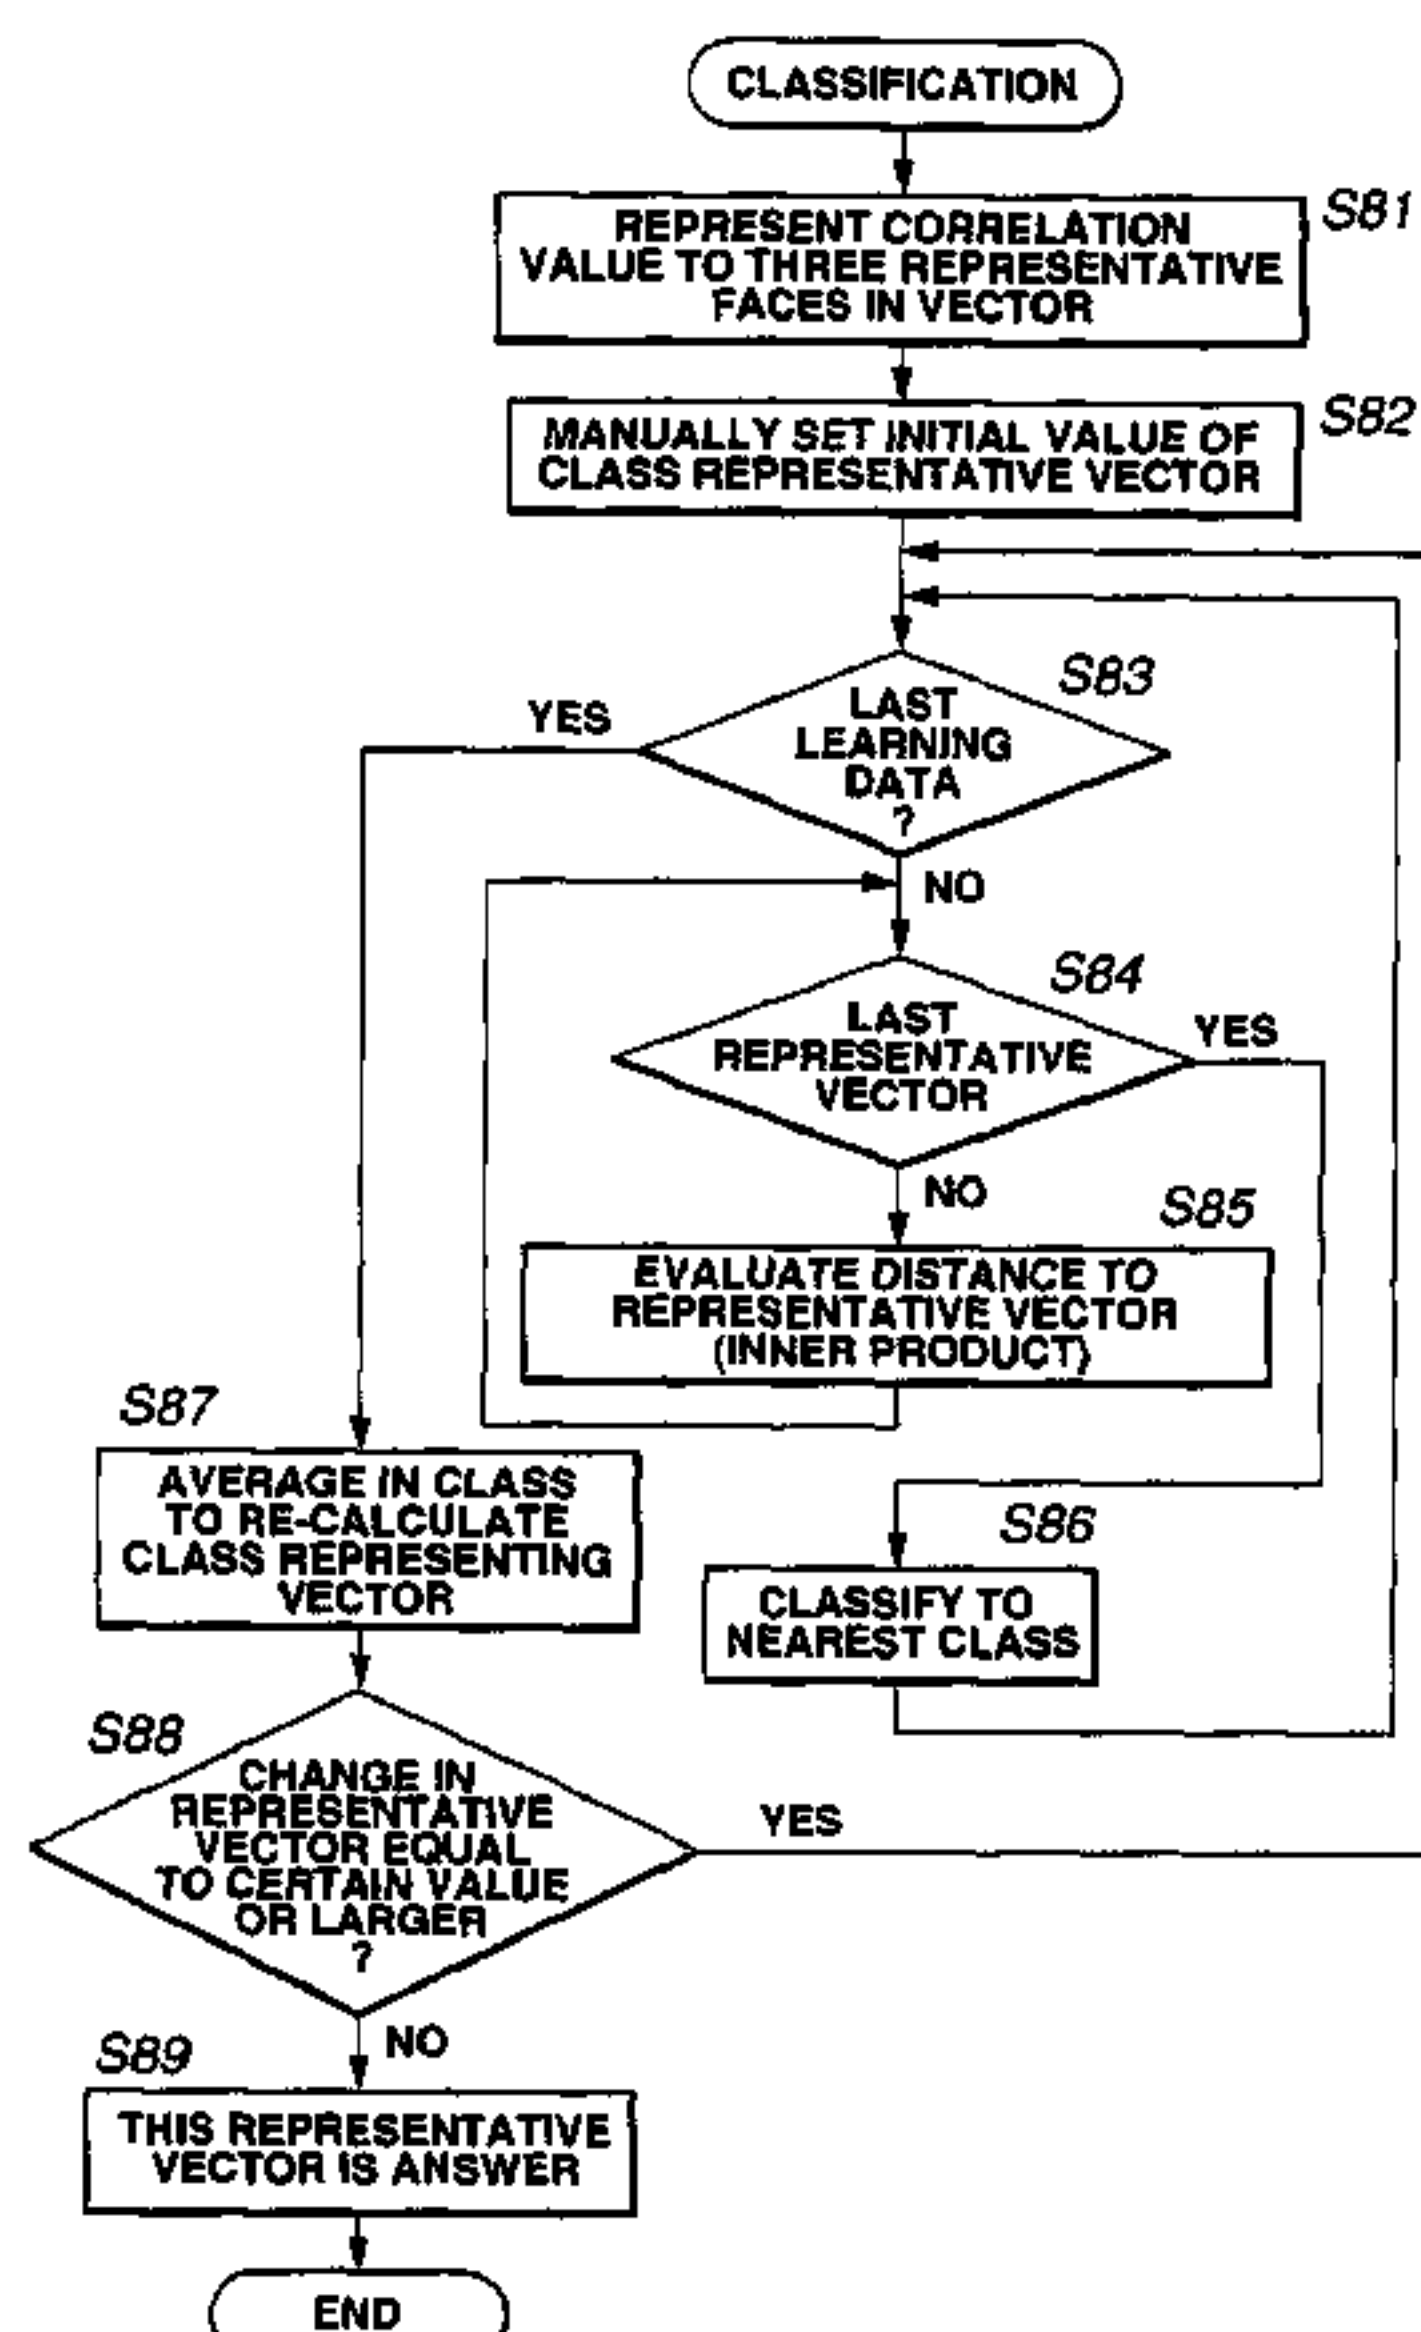 CLASSIFICATION
S81
REPRESENT CORRELATION
VALUE TO THREE REPRESENTATIVE
FACES IN VECTOR
S82
MANUALLY SET INITIAL VALUE OF
CLASS REPRESENTATIVE VECTOR
S83
YES
LAST
LEARNING
DATA
?
NO
S84
LAST
REPRESENTATIVE
VECTOR
YES
NO
S85
EVALUATE DISTANCE TO
REPRESENTATIVE VECTOR
(INNER PRODUCT)
S87
AVERAGE IN CLASS
TO RE-CALCULATE
CLASS REPRESENTING
VECTOR
S86
CLASSIFY TO
NEAREST CLASS
S88
CHANGE IN
REPRESENTATIVE
VECTOR EQUAL
TO CERTAIN VALUE
OR LARGER
?
YES
NO
S89
THIS REPRESENTATIVE
VECTOR IS ANSWER
END